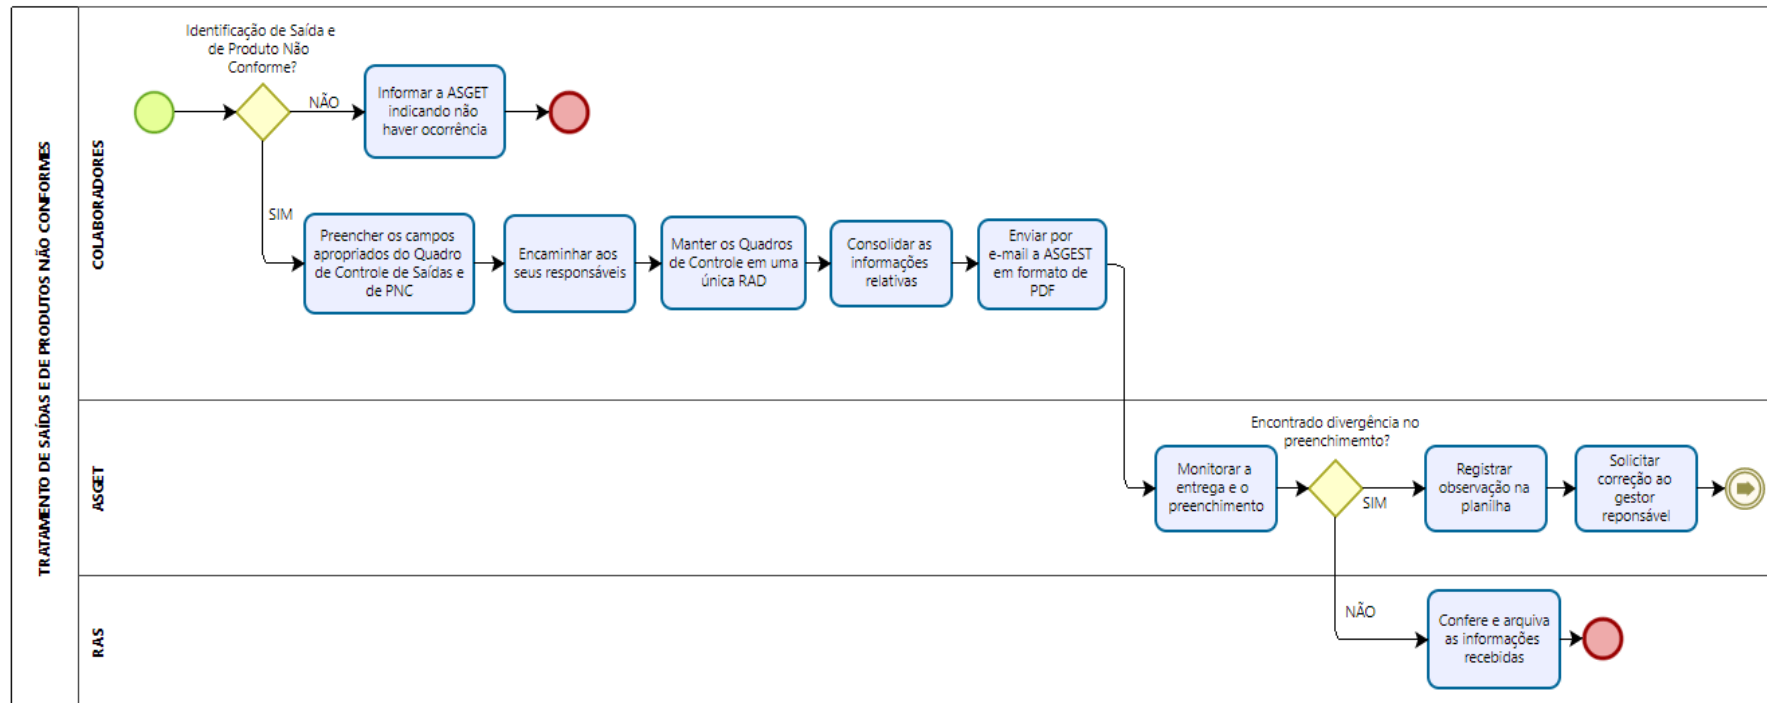 TRATAMENTO DE SAÍDAS E DE PRODUTOS NÃO CONFORMES
COLABORADORES
Identificação de Saída e
de Produto Não
Conforme?
NÃO
Informar a ASGET
indicando não
haver ocorrência
SIM
Preencher os campos
apropriados do Quadro
de Controle de Saídas e
de PNC
Encaminhar aos
seus responsáveis
Manter os Quadros
de Controle em uma
única RAD
Consolidar as
informações
relativas
Enviar por
e-mail a ASGEST
em formato de
PDF
ASGET
Monitorar a
entrega e o
preenchimento
Encontrado divergência no
preenchimemto?
SIM
Registrar
observação na
planilha
Solicitar
correção ao
gestor
reponsável
RAS
NÃO
Confere e arquiva
as informações
recebidas